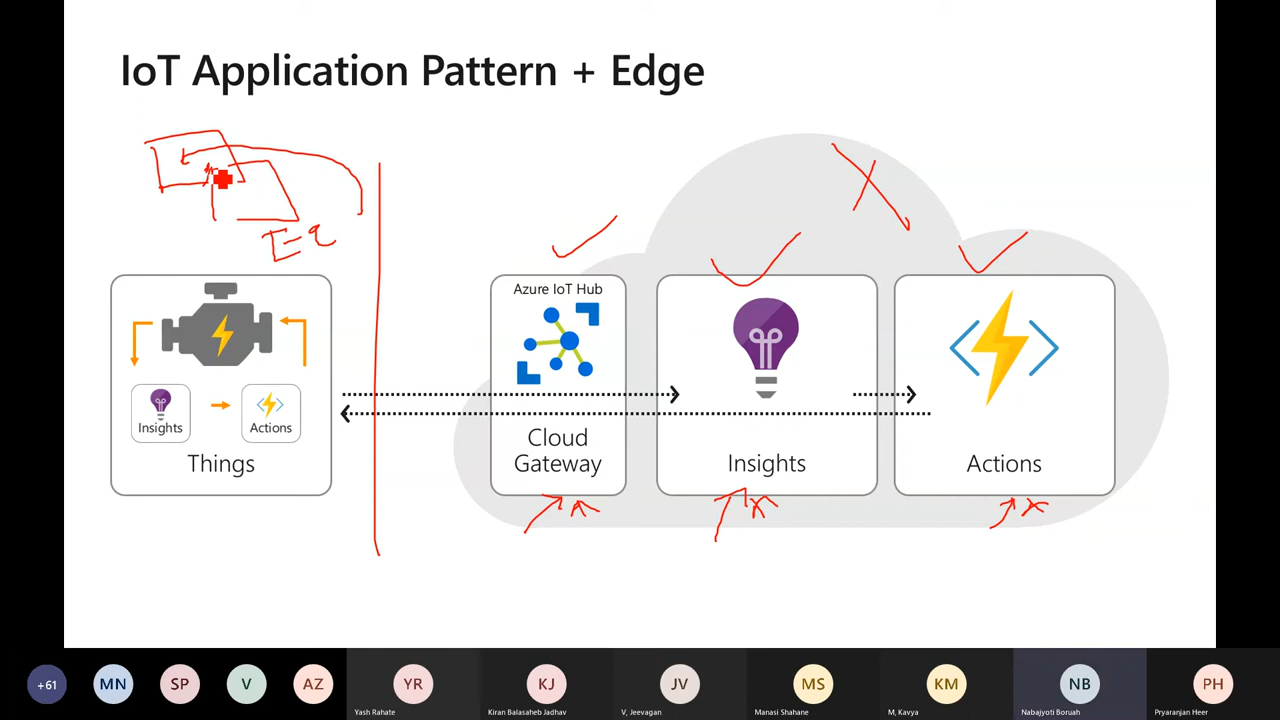 IoT Application Pattern + Edge
Azure IoT Hub
Insights
Actions
Things
Cloud
Gateway
Insights
Actions
+61
MN
SP
V
AZ
YR
Yash Rahate
KJ
Kiran Balasaheb Jadhav
JV
V, Jeevagan
MS
Manasi Shahane
KM
M, Kavya
NB
Nabajyoti Boruah
PH
Pryaranjan Heer